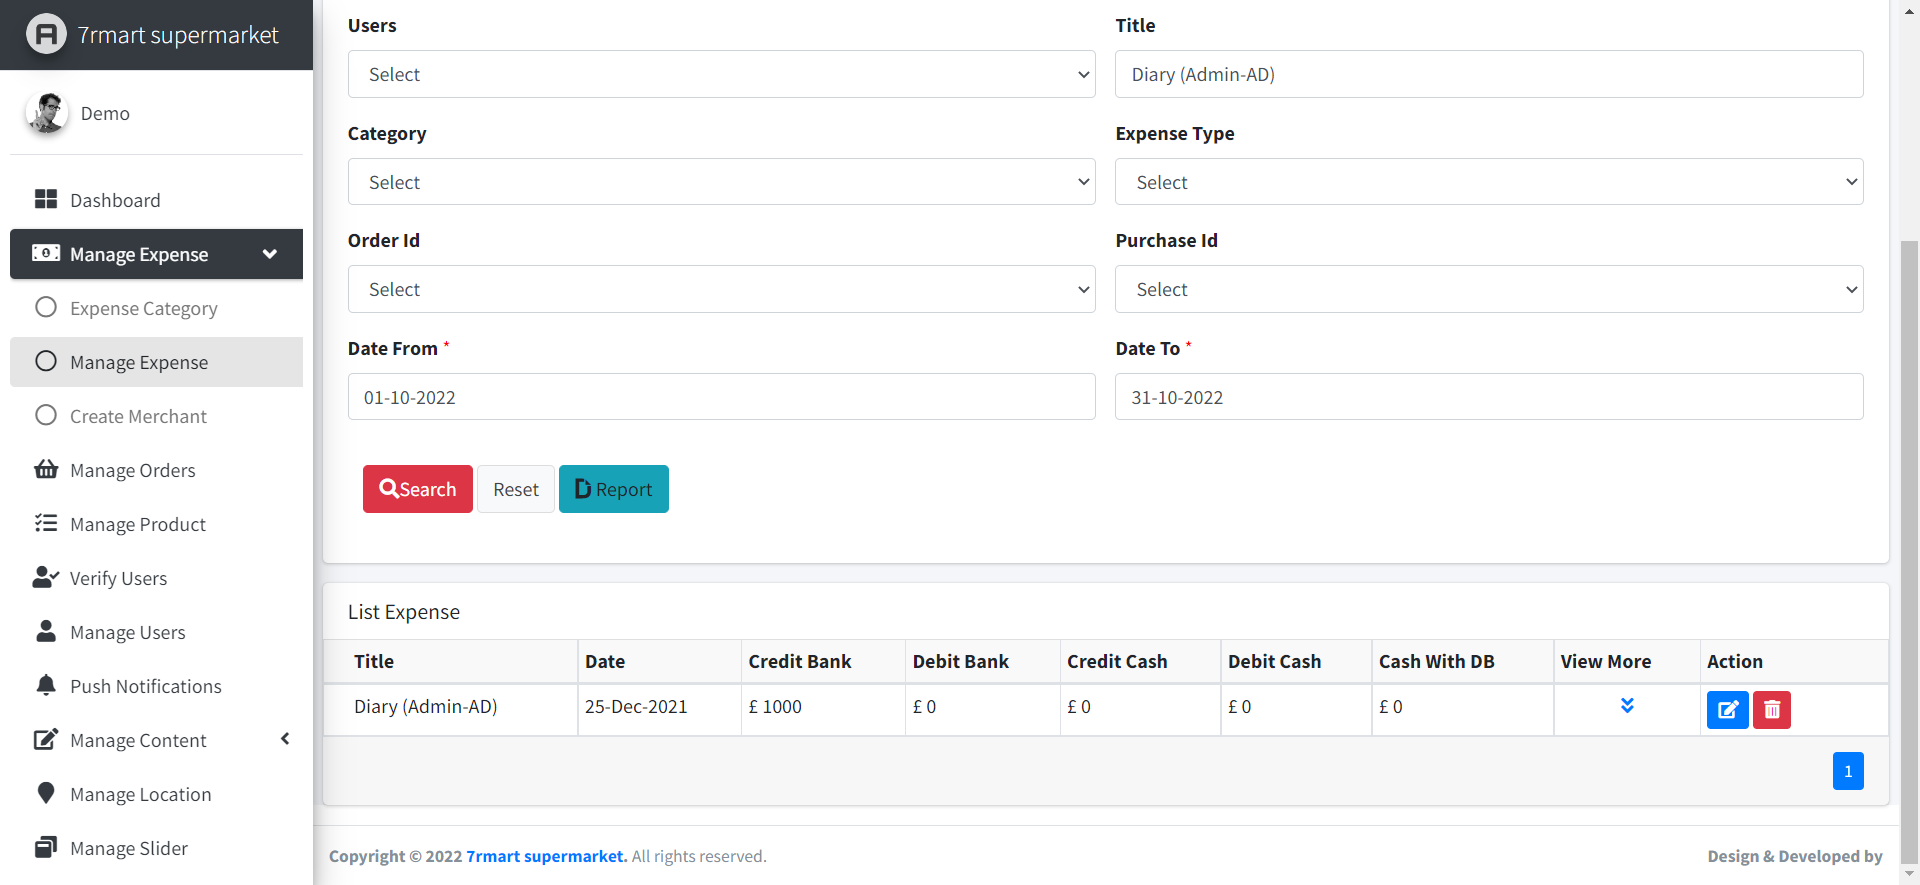 7rmart supermarket
Demo
Dashboard
Manage Expense
Expense Category
Manage Expense
Create Merchant
Manage Orders
Manage Product
Verify Users
Manage Users
Push Notifications
Manage Content
Manage Location
Manage Slider
Users Title
Select Diary (Admin-AD)
Category Expense Type
Select Select
Order Id Purchase Id
Select Select
Date From * Date To *
01-10-2022 31-10-2022
Search Reset Report
List Expense
Title Date Credit Bank Debit Bank Credit Cash Debit Cash Cash With DB View More Action
Diary (Admin-AD) 25-Dec-2021 £ 1000 £ 0 £ 0 £ 0 £ 0
1
Copyright © 2022 7rmart supermarket. All rights reserved. Design & Developed by